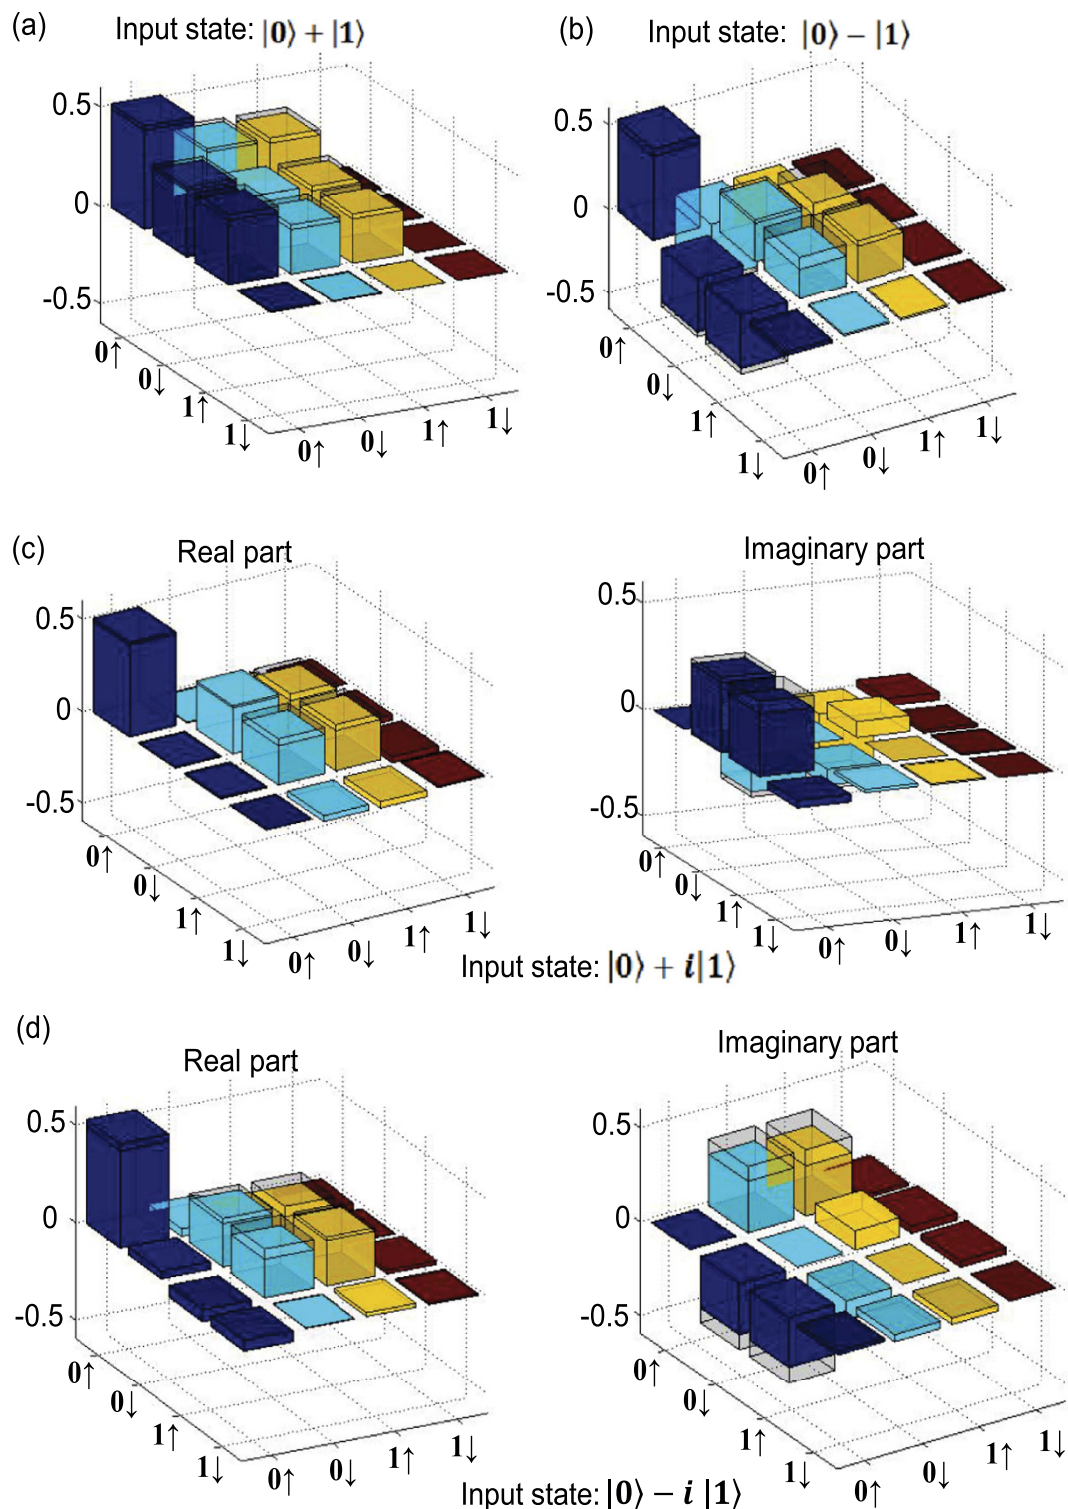 (a) Input state: |0⟩ + |1⟩
0.5
0
-0.5
0↑ 0↓ 1↑ 1↓
0↑ 0↓ 1↑ 1↓
(b) Input state: |0⟩ − |1⟩
0.5
0
-0.5
0↑ 0↓ 1↑ 1↓
0↑ 0↓ 1↑ 1↓
(c) Real part
0.5
0
-0.5
0↑ 0↓ 1↑ 1↓
0↑ 0↓ 1↑ 1↓
Imaginary part
0.5
0
-0.5
0↑ 0↓ 1↑ 1↓
0↑ 0↓ 1↑ 1↓
Input state: |0⟩ + i|1⟩
(d)
Real part
0.5
0
-0.5
0↑ 0↓ 1↑ 1↓
0↑ 0↓ 1↑ 1↓
Imaginary part
0.5
0
-0.5
0↑ 0↓ 1↑ 1↓
0↑ 0↓ 1↑ 1↓
Input state: |0⟩ − i |1⟩